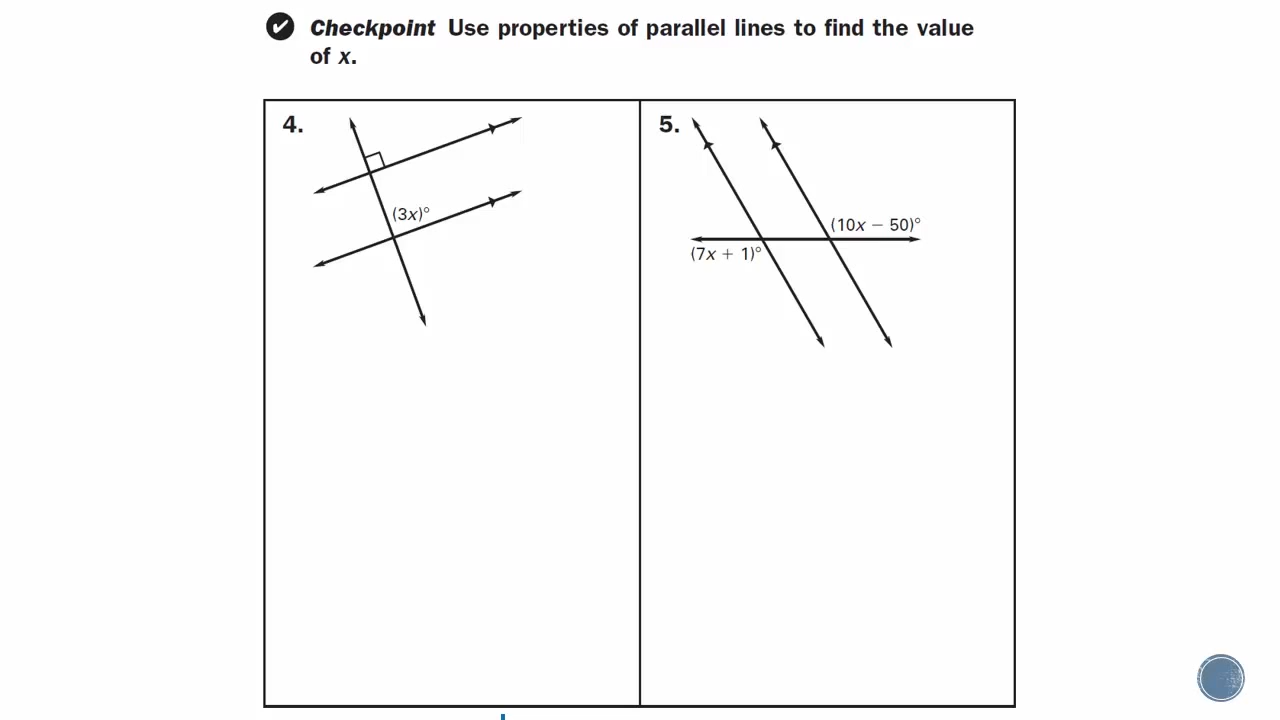 Checkpoint Use properties of parallel lines to find the value
of x.
4.
(3x)°
5.
(10x − 50)°
(7x + 1)°